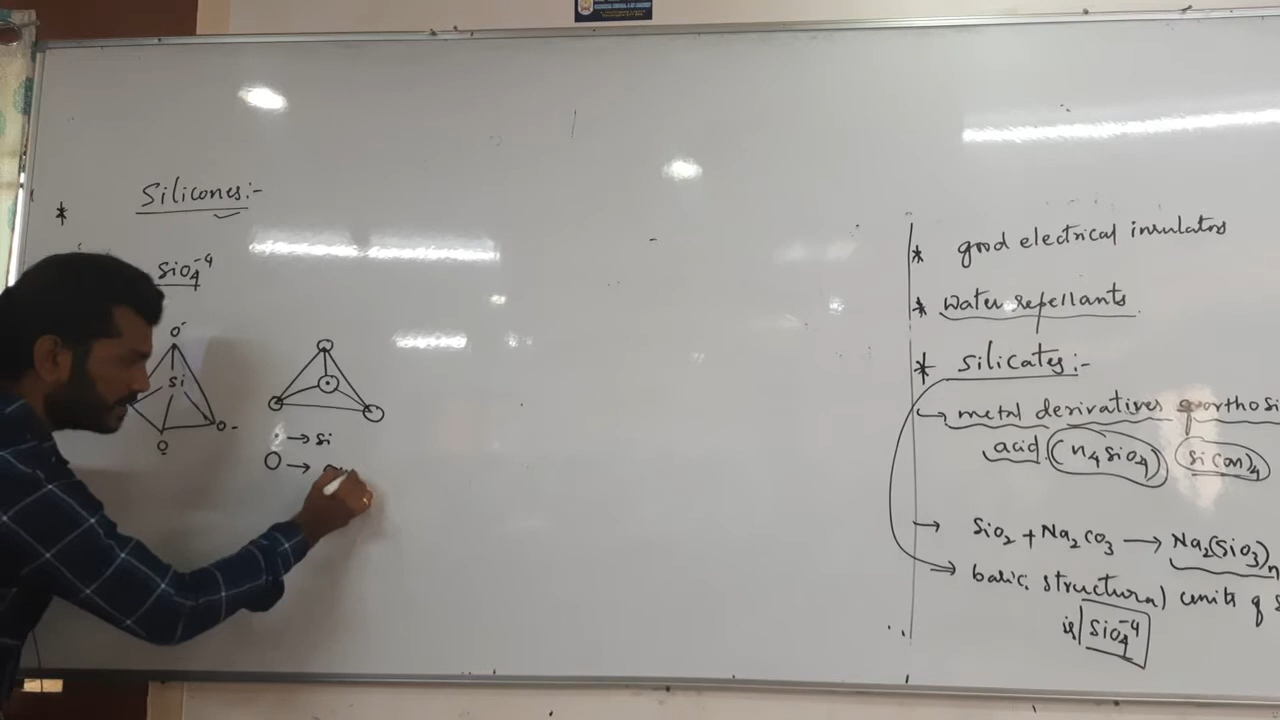 * Silicones:-
SiO₄⁻⁴
O⁻
Si
O -
O
• → Si
O →
* good electrical insulators
* Water repellants
* Silicates:-
→ metal derivatives of orthosi
acid (H₄SiO₄) Si(OH)₄
→ SiO₂ + Na₂CO₃ → Na₂(SiO₃)n
→ basic structural units of S
is SiO₄⁻⁴